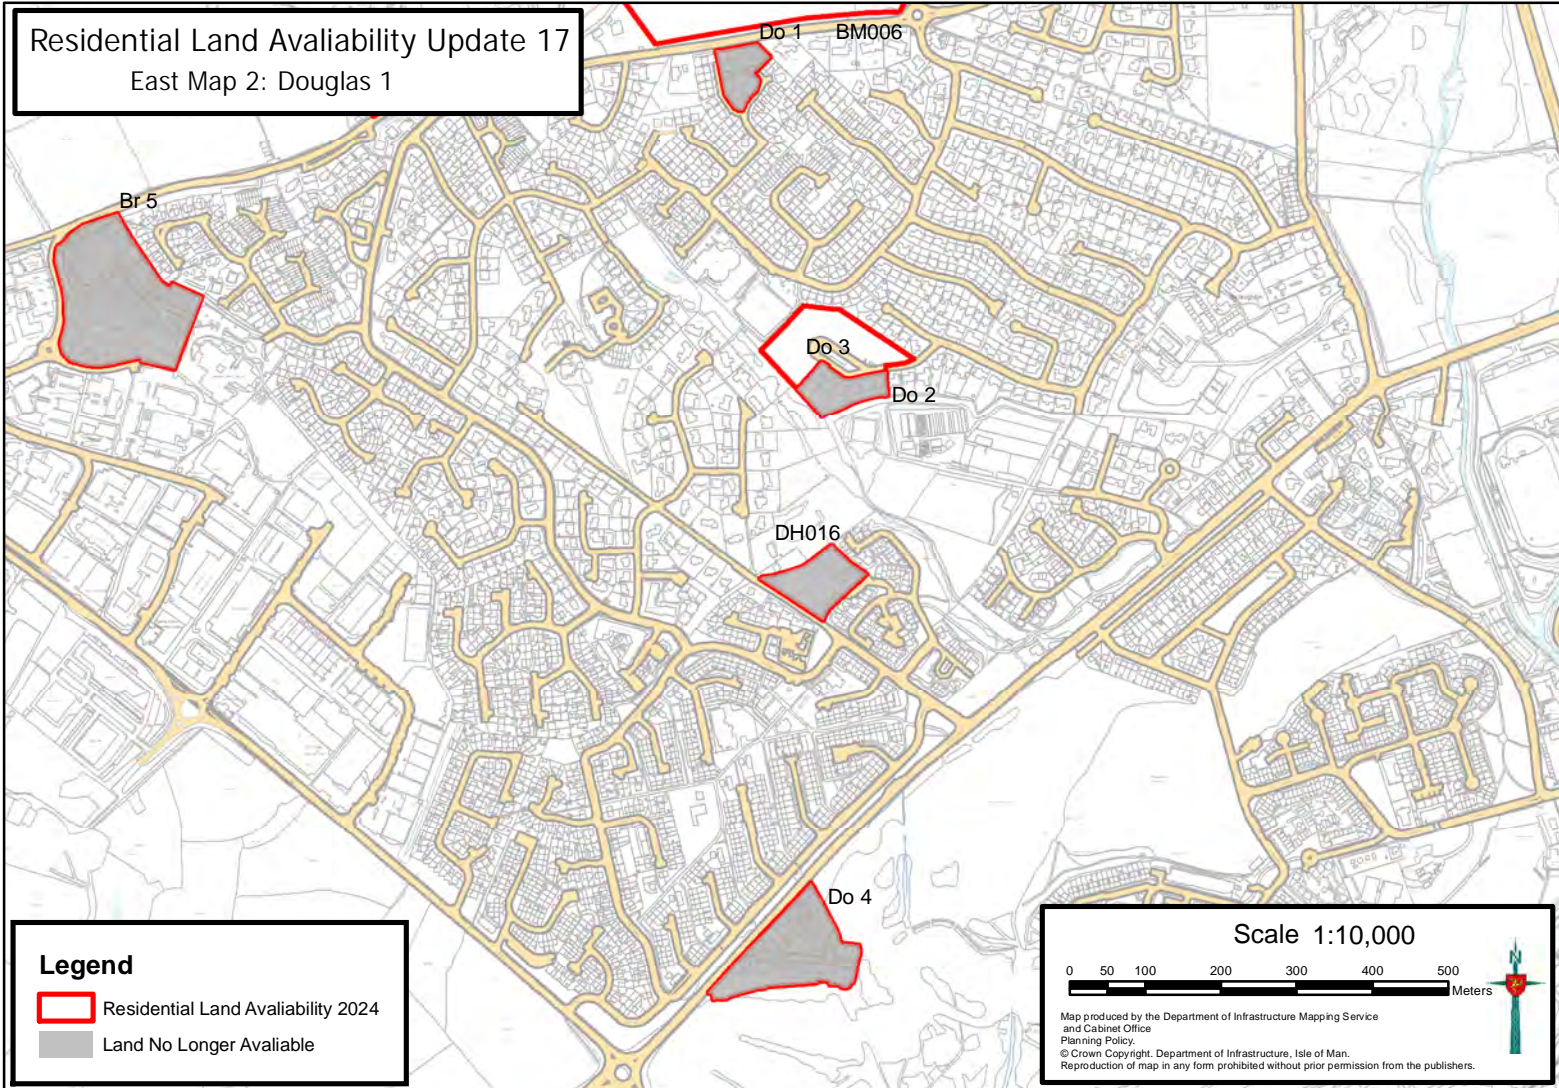 Residential Land Avaliability Update 17
East Map 2: Douglas 1
Do 1
BM006
Br 5
Do 3
Do 2
DH016
Do 4
Legend
Residential Land Avaliability 2024
Land No Longer Avaliable
Scale 1:10,000
0 50 100 200 300 400 500
Meters
N
Map produced by the Department of Infrastructure Mapping Service
and Cabinet Office
Planning Policy.
© Crown Copyright. Department of Infrastructure, Isle of Man.
Reproduction of map in any form prohibited without prior permission from the publishers.